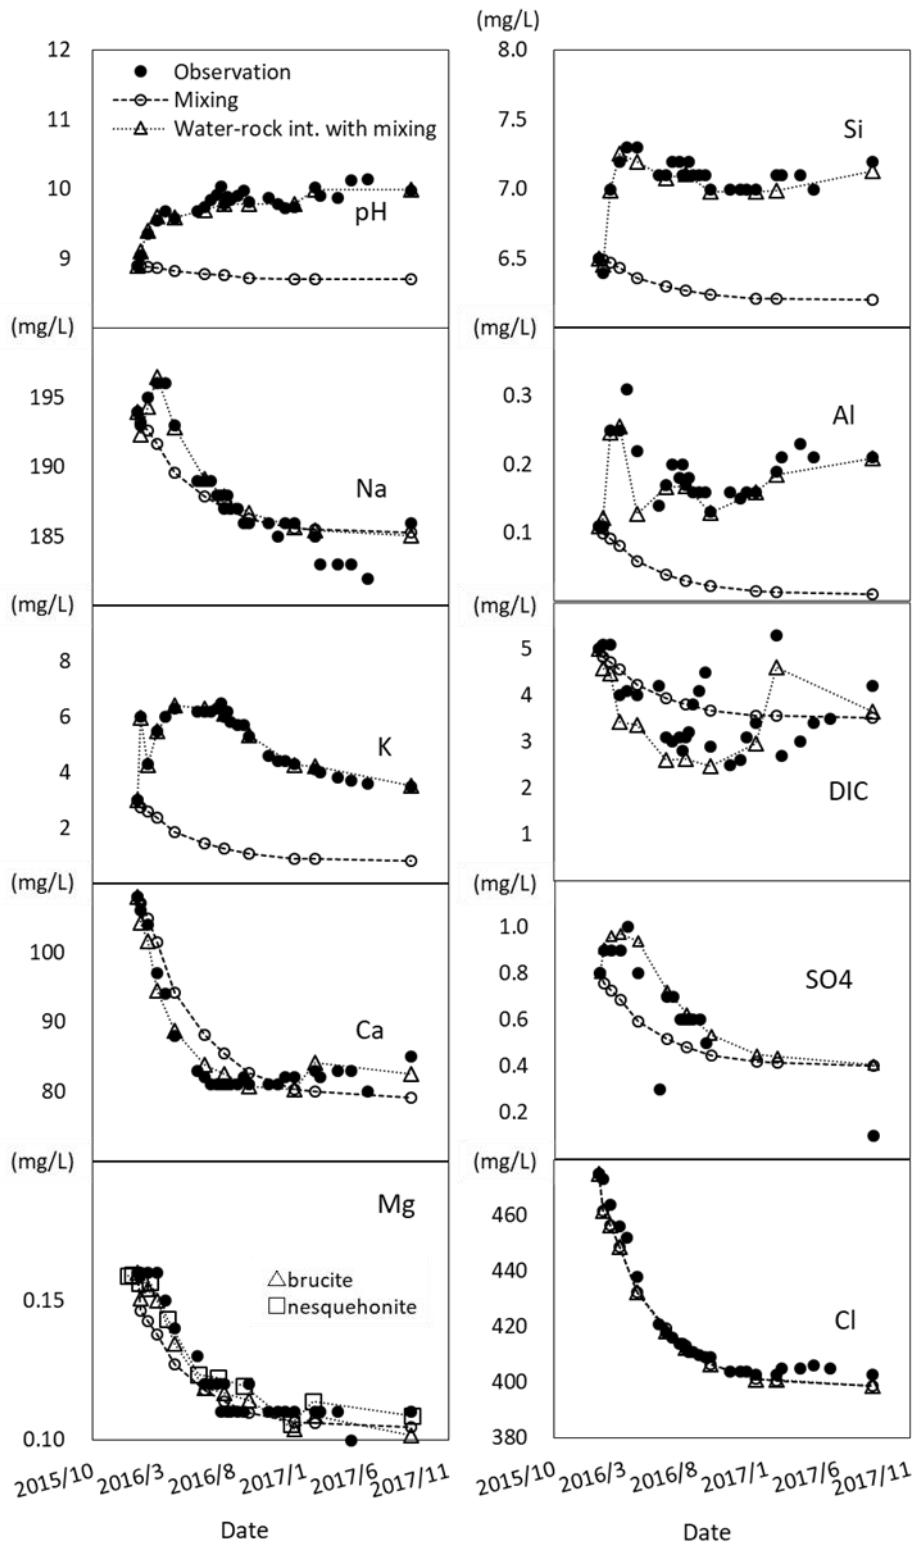 (mg/L)
12
11
10
9
Observation
Mixing
Water-rock int. with mixing
pH
8.0
7.5
7.0
6.5
Si
(mg/L)
195
190
185
Na
(mg/L)
0.3
0.2
0.1
Al
(mg/L)
8
6
4
2
K
(mg/L)
5
4
3
2
1
DIC
(mg/L)
100
90
80
Ca
(mg/L)
1.0
0.8
0.6
0.4
0.2
SO4
(mg/L)
0.15
0.10
Mg
brucite
nesquehonite
(mg/L)
460
440
420
400
380
Cl
2015/10
2016/3
2016/8
2017/1
2017/6
2017/11
Date
2015/10
2016/3
2016/8
2017/1
2017/6
2017/11
Date